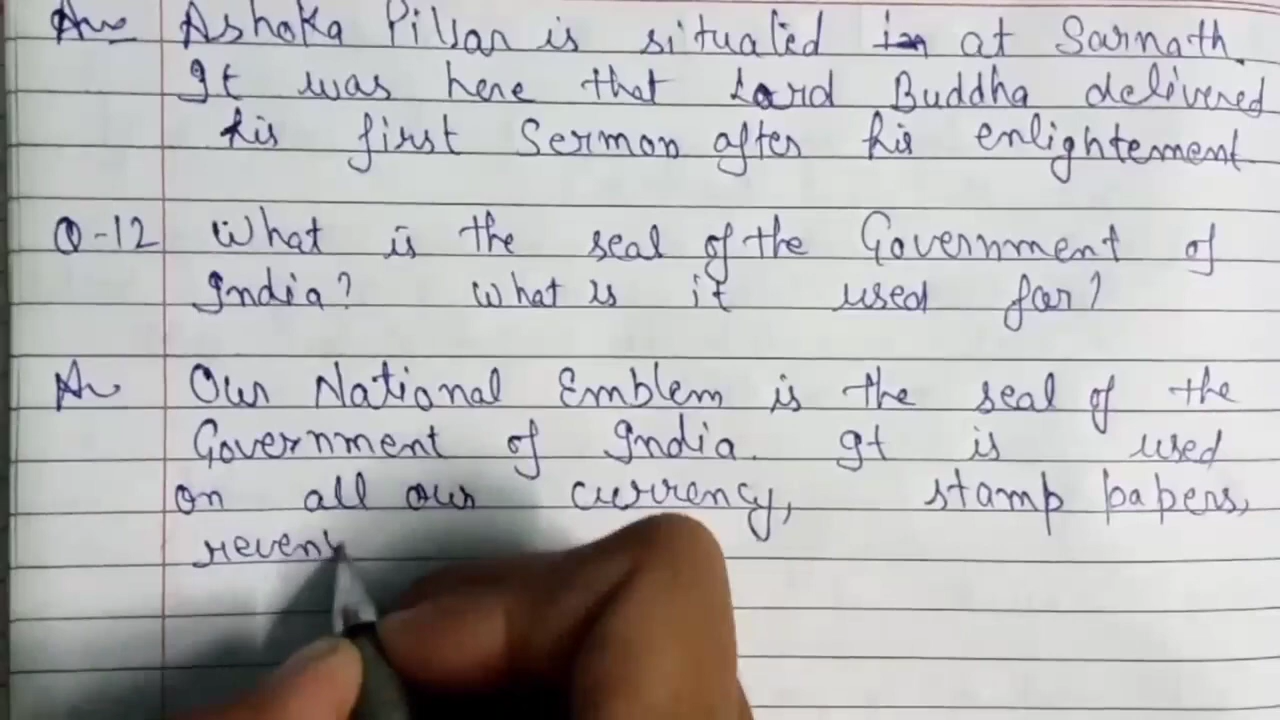 Ans Ashoka Pillar is situated in at Sarnath.
It was here that Lord Buddha delivered
his first Sermon after his enlightement
Q-12 What is the seal of the Government of
India? What is it used for?
An Our National Emblem is the seal of the
Government of India. It is used
on all our currency, stamp papers,